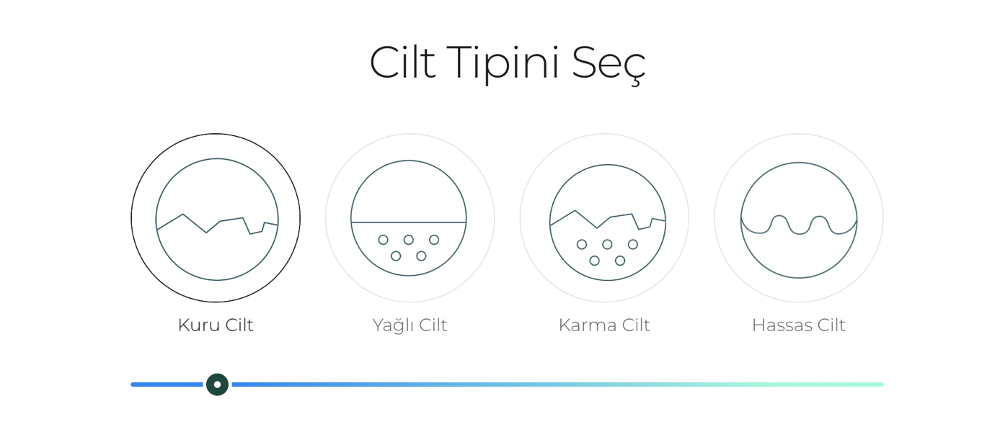 Cilt Tipini Seç
Kuru Cilt
Yağlı Cilt
Karma Cilt
Hassas Cilt